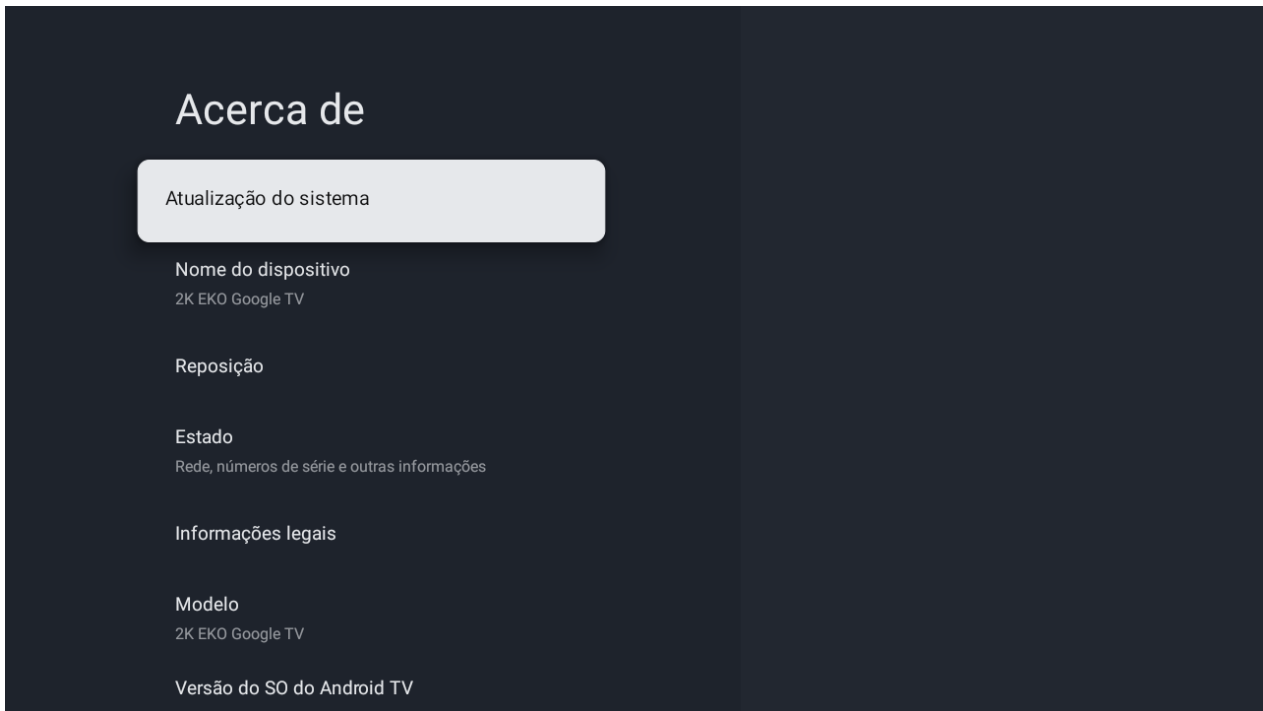 Acerca de
Atualização do sistema
Nome do dispositivo
2K EKO Google TV
Reposição
Estado
Rede, números de série e outras informações
Informações legais
Modelo
2K EKO Google TV
Versão do SO do Android TV